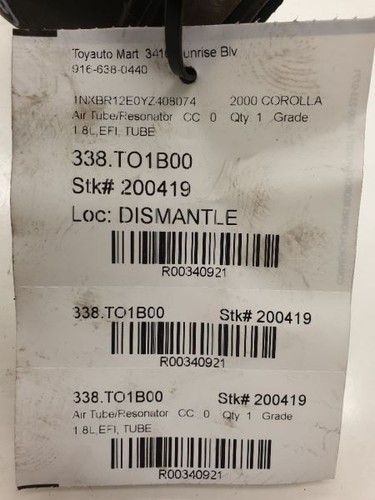 Toyauto Mart 3410 Sunrise Blv
916-638-0440
1NXBR12E0YZ408074 2000 COROLLA
Air Tube/Resonator CC 0 Qty 1 Grade
1.8L,EFI, TUBE
338.TO1B00
Stk# 200419
Loc: DISMANTLE
R00340921
338.TO1B00 Stk# 200419
R00340921
338.TO1B00 Stk# 200419
Air Tube/Resonator CC 0 Qty 1 Grade
1.8L,EFI, TUBE
R00340921